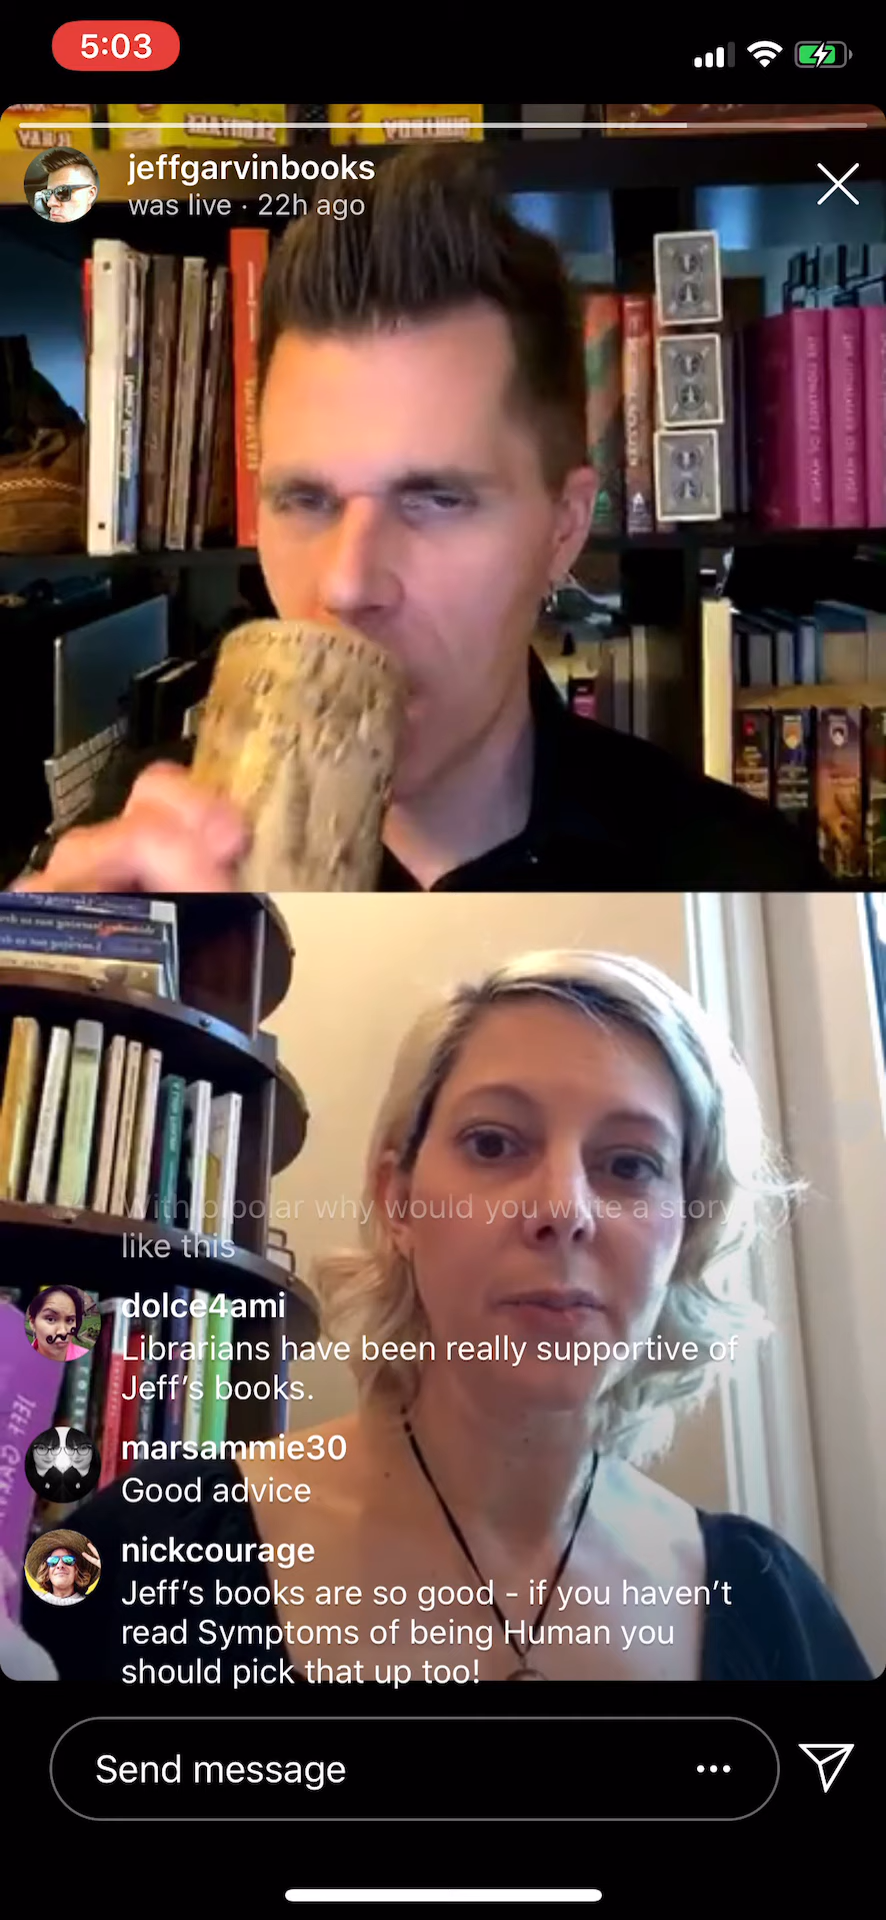 5:03
jeffgarvinbooks
was live · 22h ago
With bipolar why would you write a story
like this
dolce4ami
Librarians have been really supportive of
Jeff's books.
marsammie30
Good advice
nickcourage
Jeff's books are so good - if you haven't
read Symptoms of being Human you
should pick that up too!
Send message